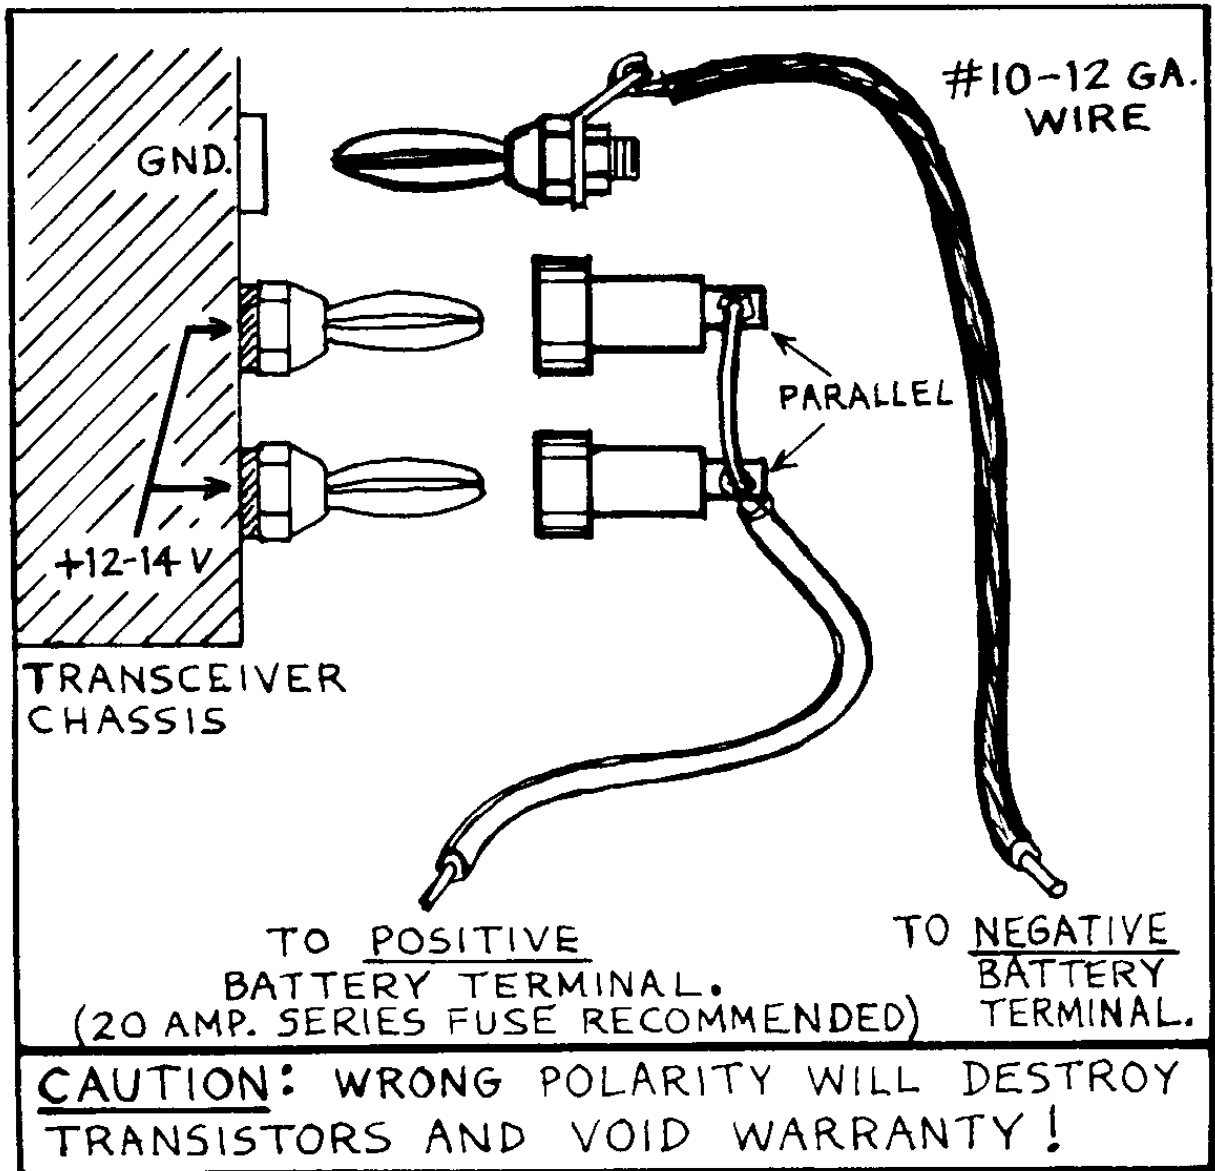 #10-12 GA.
WIRE
GND.
PARALLEL
+12-14 V
TRANSCEIVER
CHASSIS
TO POSITIVE
BATTERY TERMINAL.
(20 AMP. SERIES FUSE RECOMMENDED)
TO NEGATIVE
BATTERY
TERMINAL.
CAUTION: WRONG POLARITY WILL DESTROY
TRANSISTORS AND VOID WARRANTY!